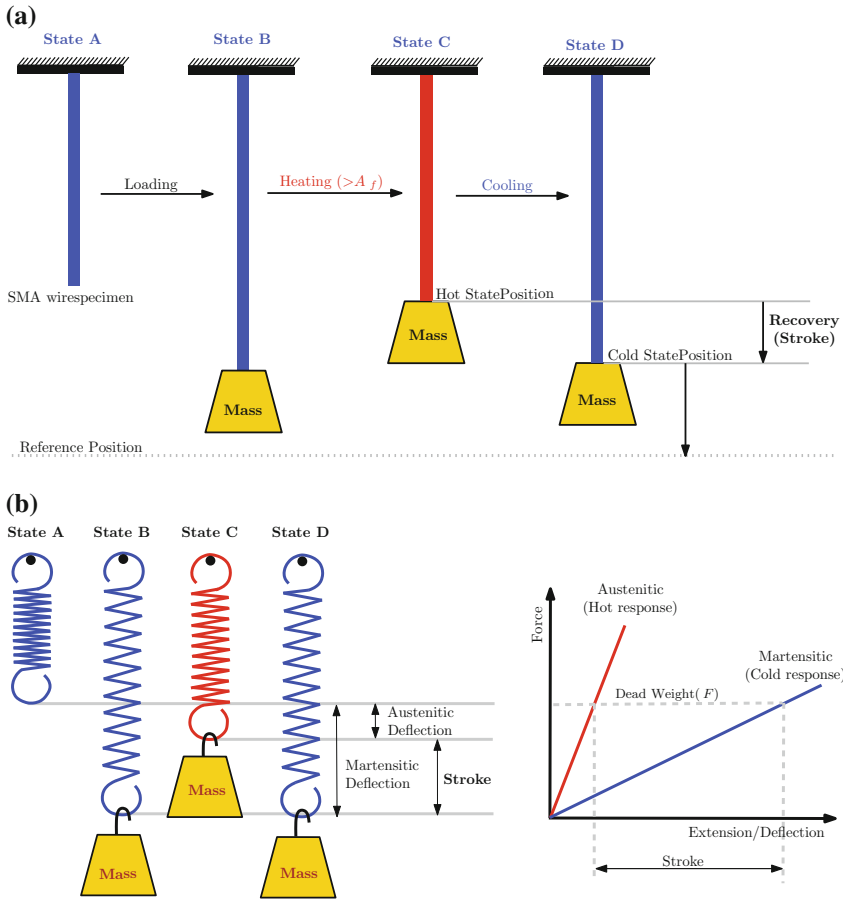 (a)
State A
State B
State C
State D
Loading
Heating (>A f)
Cooling
SMA wirespecimen
Hot StatePosition
Recovery
(Stroke)
Mass
Cold StatePosition
Mass
Mass
Reference Position
(b)
State A
State B
State C
State D
Austenitic
Deflection
Martensitic
Deflection
Stroke
Mass
Mass
Mass
Force
Austenitic
(Hot response)
Martensitic
(Cold response)
Dead Weight( F)
Extension/Deflection
Stroke